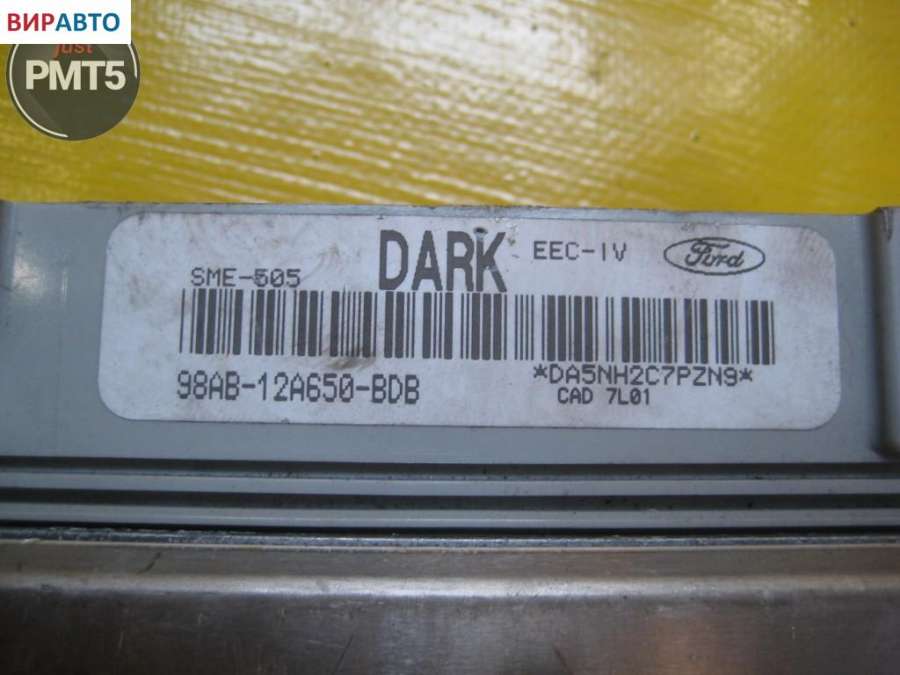 ВИРАВТО
just
PMT5
DARK EEC-IV Ford
SME-505
98AB-12A650-BDB *DA5NH2C7PZN9*
CAD 7L01